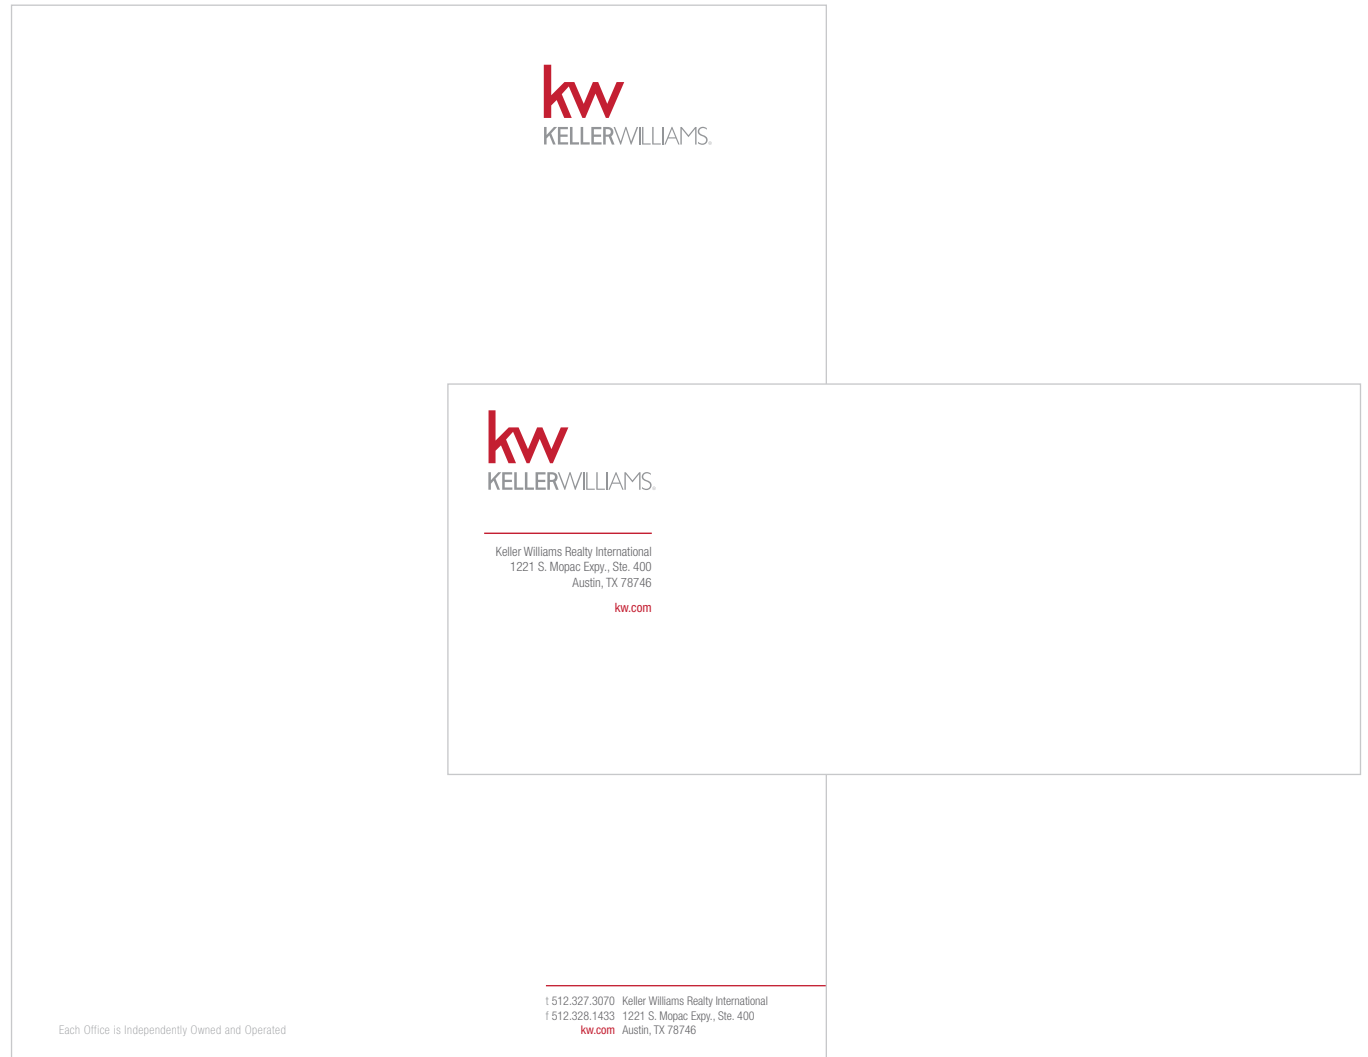 kw
KELLERWILLIAMS®
kw
KELLERWILLIAMS®
Keller Williams Realty International
1221 S. Mopac Expy., Ste. 400
Austin, TX 78746
kw.com
t 512.327.3070 Keller Williams Realty International
f 512.328.1433 1221 S. Mopac Expy., Ste. 400
kw.com Austin, TX 78746
Each Office is Independently Owned and Operated